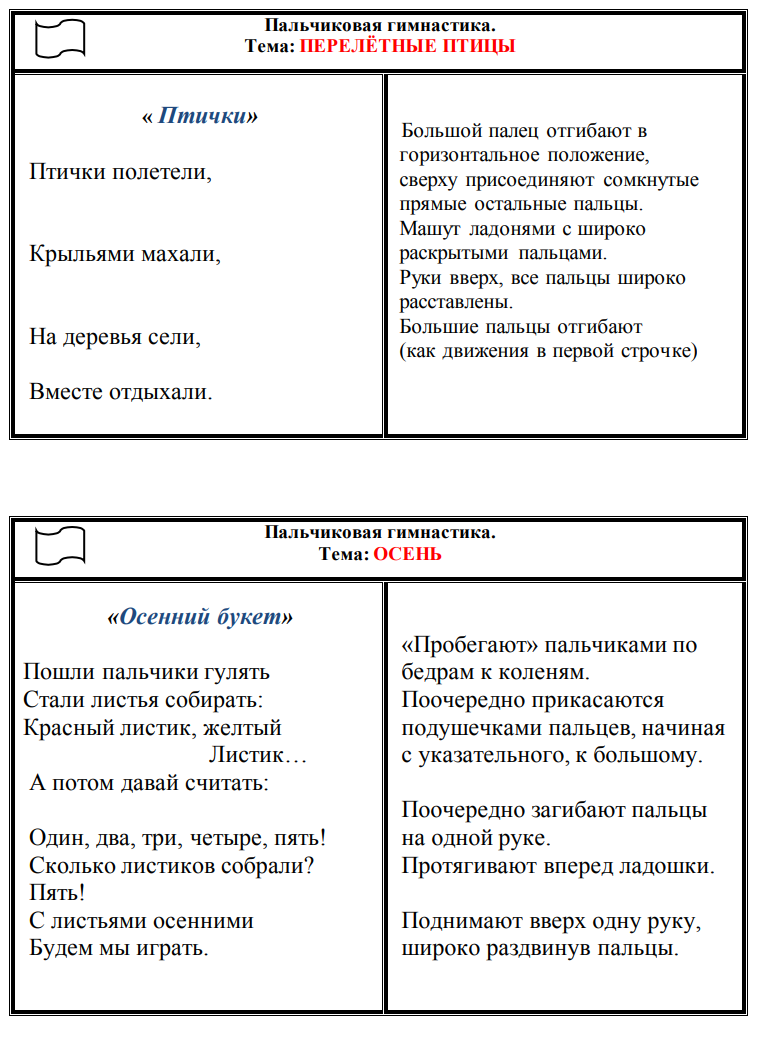 Пальчиковая гимнастика.
Тема: ПЕРЕЛЁТНЫЕ ПТИЦЫ
« Птички»
Птички полетели,
Крыльями махали,
На деревья сели,
Вместе отдыхали.
Большой палец отгибают в
горизонтальное положение,
сверху присоединяют сомкнутые
прямые остальные пальцы.
Машут ладонями с широко
раскрытыми пальцами.
Руки вверх, все пальцы широко
расставлены.
Большие пальцы отгибают
(как движения в первой строчке)
Пальчиковая гимнастика.
Тема: ОСЕНЬ
«Осенний букет»
Пошли пальчики гулять
Стали листья собирать:
Красный листик, желтый
Листик…
А потом давай считать:
Один, два, три, четыре, пять!
Сколько листиков собрали?
Пять!
С листьями осенними
Будем мы играть.
«Пробегают» пальчиками по
бедрам к коленям.
Поочередно прикасаются
подушечками пальцев, начиная
с указательного, к большому.
Поочередно загибают пальцы
на одной руке.
Протягивают вперед ладошки.
Поднимают вверх одну руку,
широко раздвинув пальцы.